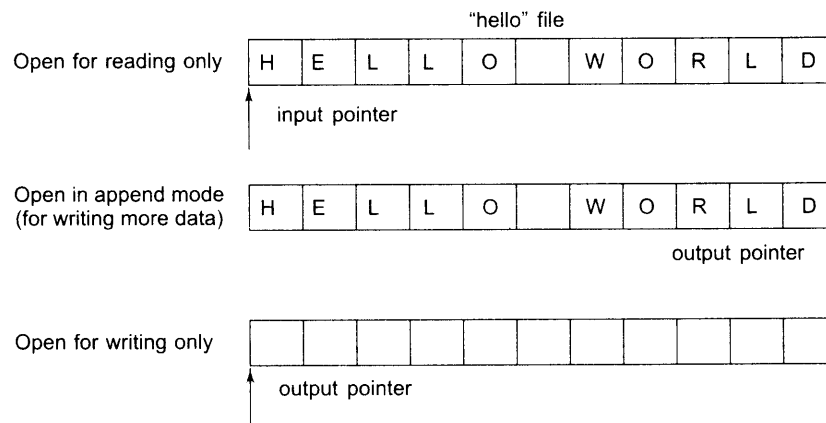 “hello” file
Open for reading only H E L L O W O R L D
input pointer
Open in append mode
(for writing more data) H E L L O W O R L D
output pointer
Open for writing only
output pointer